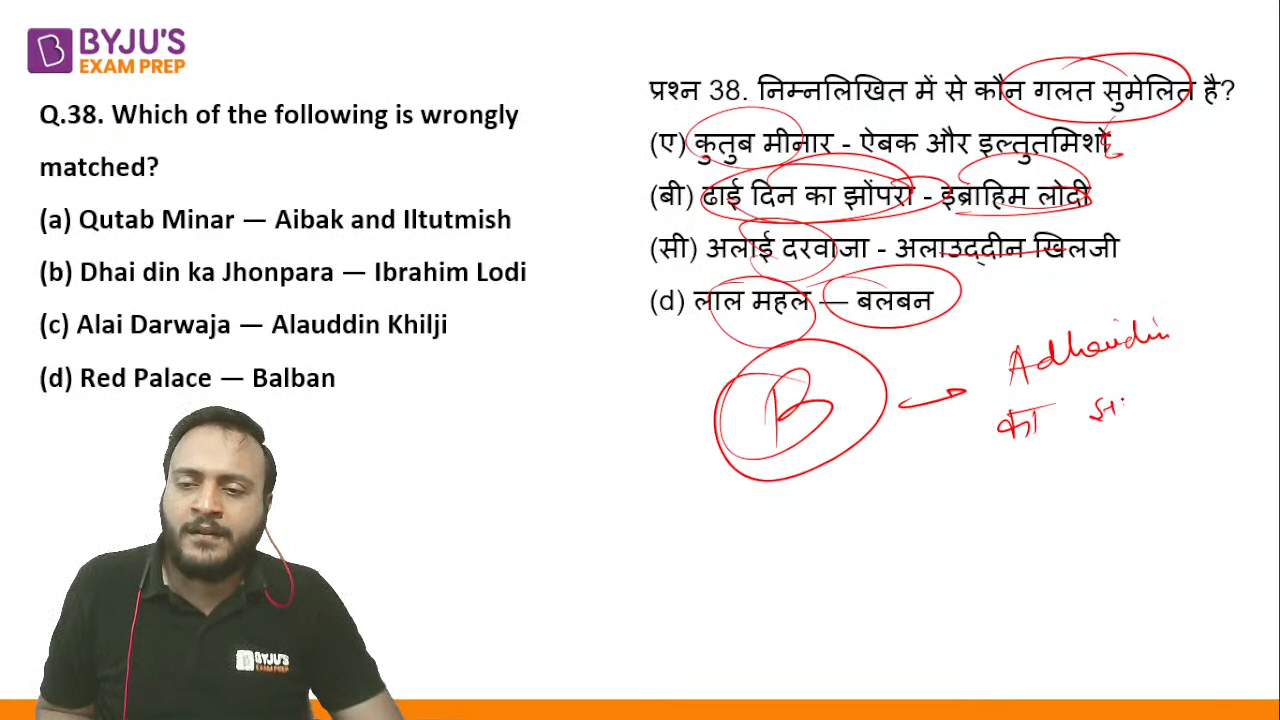 BYJU'S
EXAM PREP
Q.38. Which of the following is wrongly
matched?
(a) Qutab Minar — Aibak and Iltutmish
(b) Dhai din ka Jhonpara — Ibrahim Lodi
(c) Alai Darwaja — Alauddin Khilji
(d) Red Palace — Balban
प्रश्न 38. निम्नलिखित में से कौन गलत सुमेलित है?
(ए) कुतुब मीनार - ऐबक और इल्तुतमिश
(बी) ढाई दिन का झोंपरा - इब्राहिम लोदी
(सी) अलाई दरवाजा - अलाउद्दीन खिलजी
(d) लाल महल — बलबन
B
का
BYJU'S
EXAM PREP